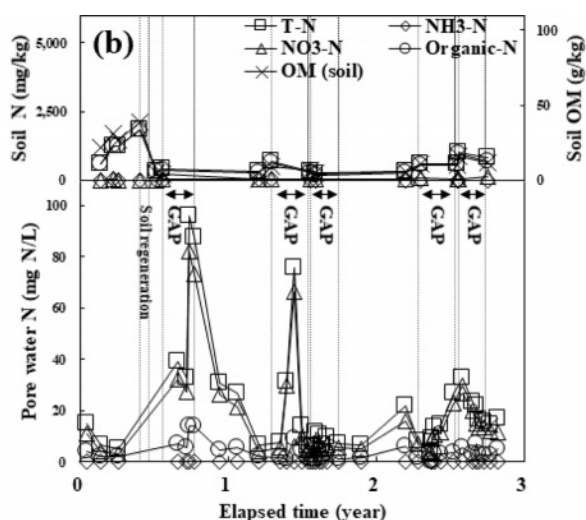 (b)
T-N
NH3-N
NO3-N
Organic-N
OM (soil)
Soil N (mg/kg)
5,000
2,500
0
Soil OM (g/kg)
100
50
0
Soil regeneration
GAP
GAP
GAP
GAP
GAP
Pore water N (mg N/L)
100
80
60
40
20
0
0
1
2
3
Elapsed time (year)